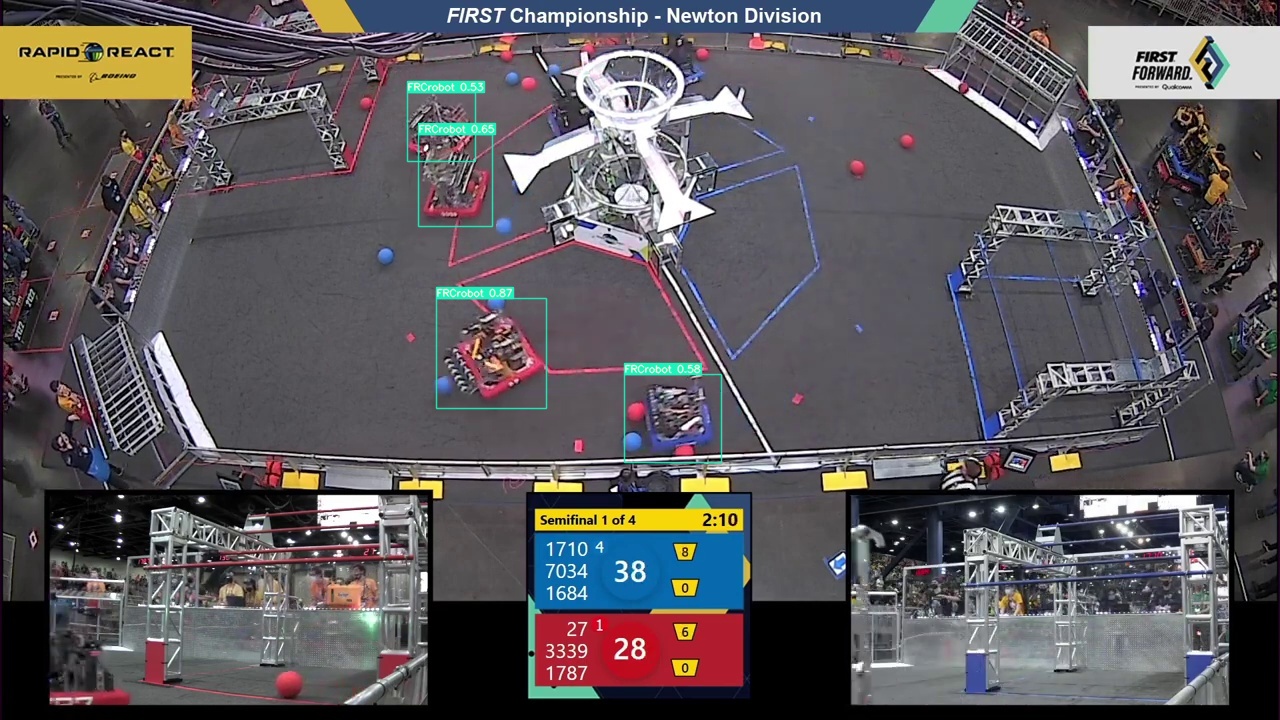 FIRST Championship - Newton Division
RAPID REACT
PRESENTED BY BOEING
FIRST
FORWARD
PRESENTED BY Qualcomm
FRCrobot 0.53
FRCrobot 0.65
FRCrobot 0.87
FRCrobot 0.58
Semifinal 1 of 4 2:10
1710 4
7034
1684
38
8
0
27 1
3339
1787
28
6
0